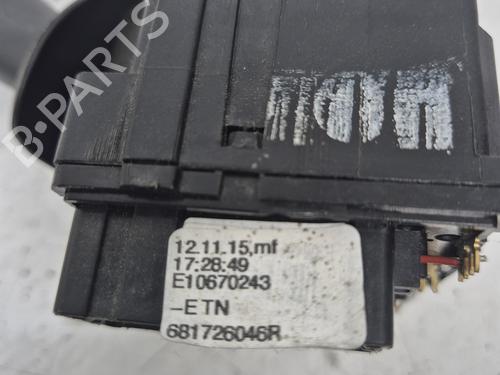 B-PARTS
12.11.15,mf
17:28:49
E10670243
-ETN
681726046R